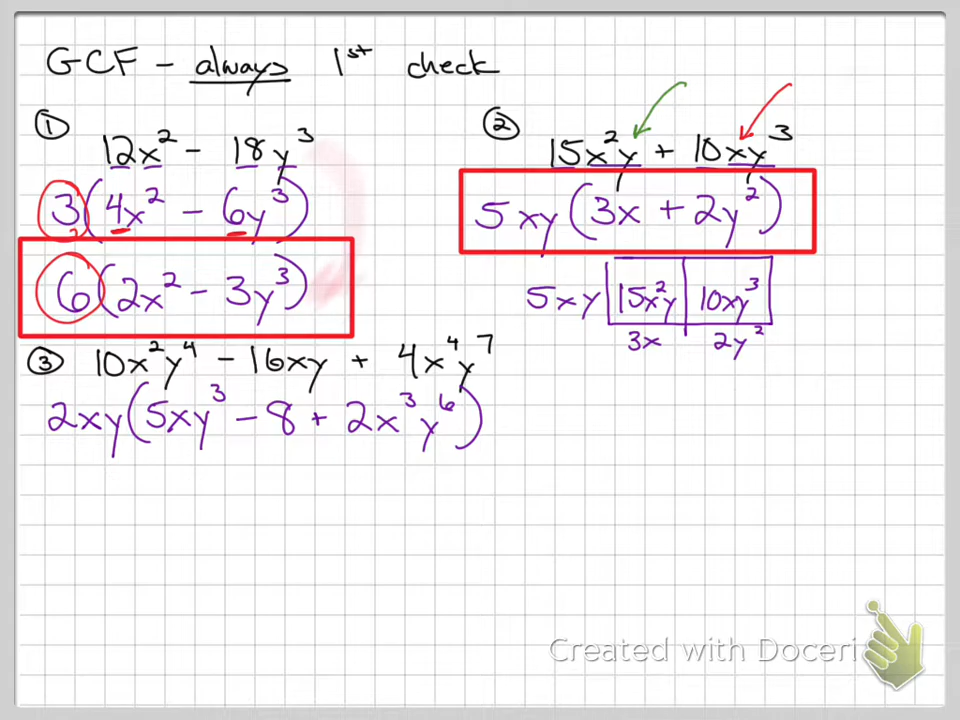 GCF - always 1st check
①
12x² - 18y³
3(4x² - 6y³)
6(2x² - 3y³)
②
15x²y + 10xy³
5xy(3x + 2y²)
5xy 15x²y 10xy³
3x 2y²
③ 10x²y⁴ - 16xy + 4x⁴y⁷
2xy(5xy³ - 8 + 2x³y⁶)
Created with Doceri